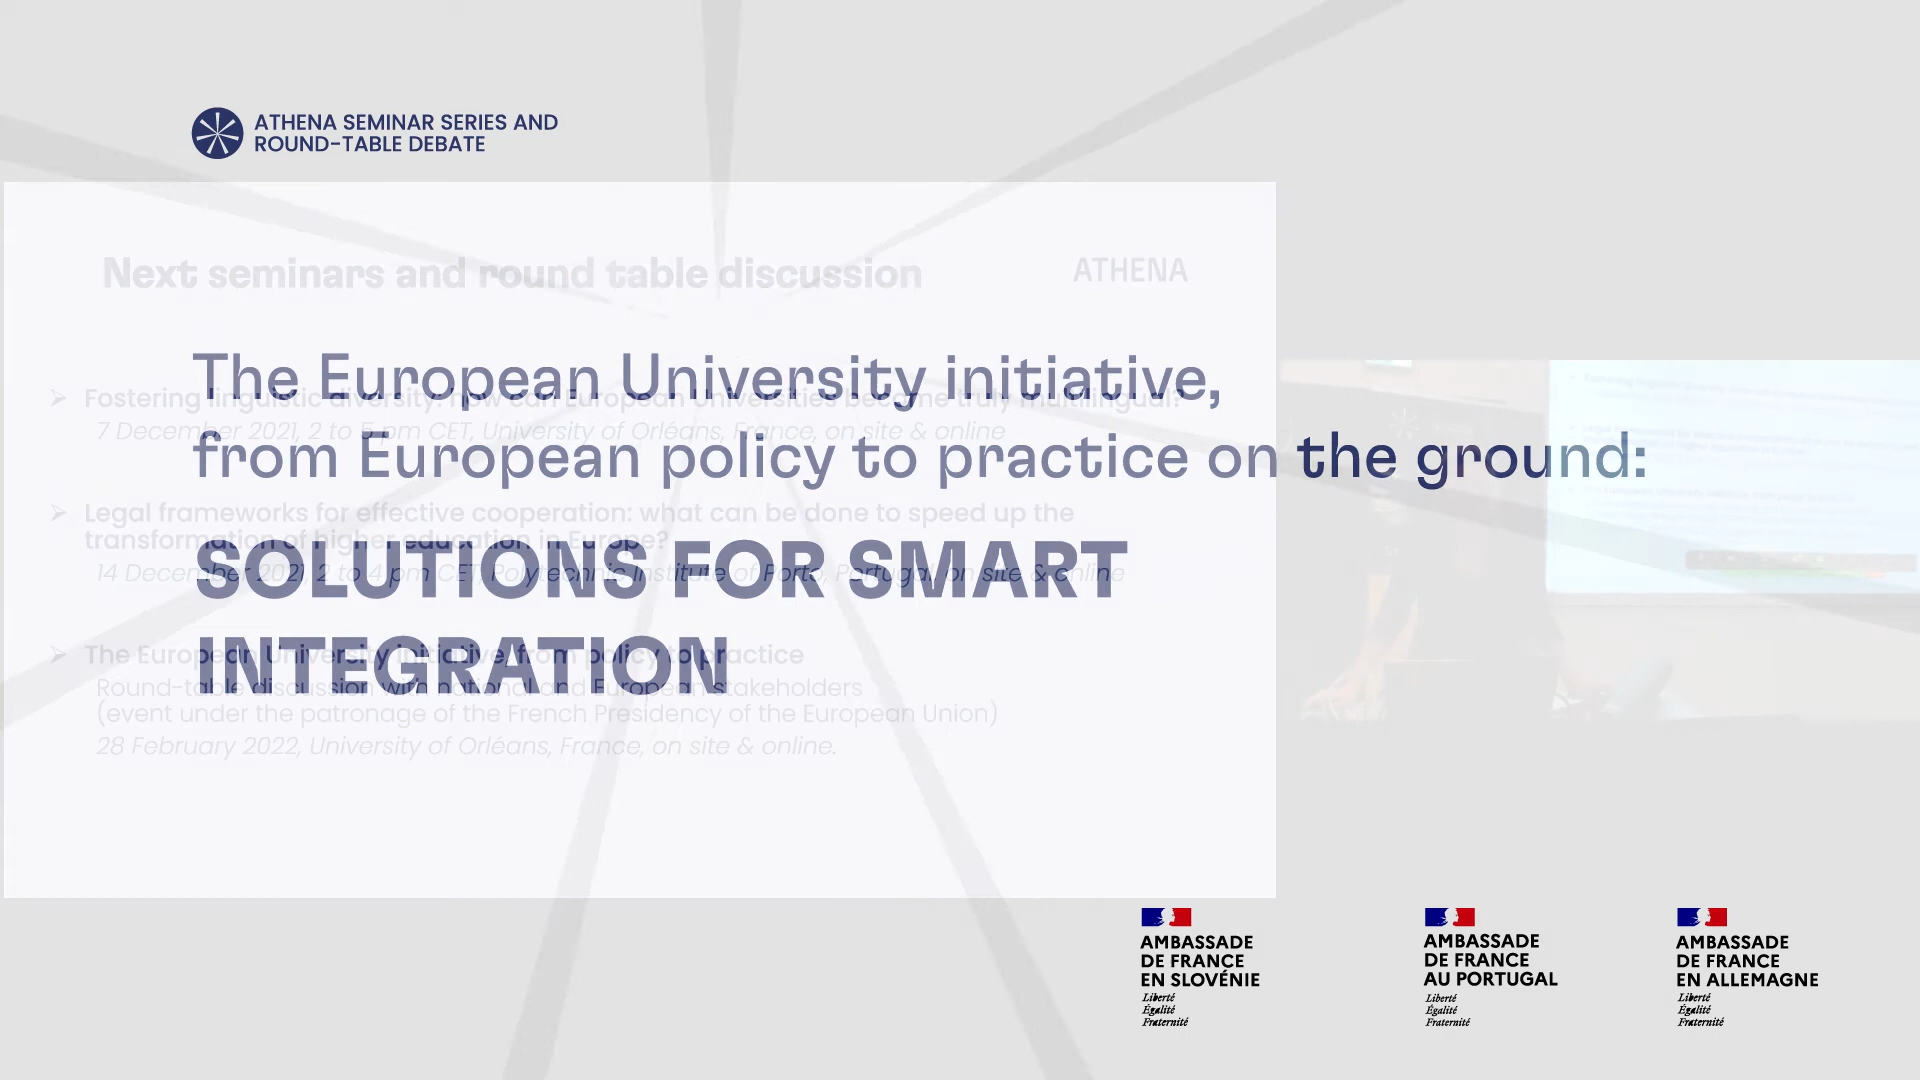 ATHENA SEMINAR SERIES AND
ROUND-TABLE DEBATE
Next seminars and round table discussion
ATHENA
The European University initiative,
from European policy to practice on the ground:
SOLUTIONS FOR SMART
INTEGRATION
Fostering linguistic diversity: how can European Universities become truly multilingual?
7 December 2021, 2 to 5 pm CET, University of Orléans, France, on site & online
Legal frameworks for effective cooperation: what can be done to speed up the
transformation of higher education in Europe?
14 December 2021, 2 to 4 pm CET, Polytechnic Institute of Porto, Portugal, on site & online
The European University initiative, from policy to practice
Round-table discussion with national and European stakeholders
(event under the patronage of the French Presidency of the European Union)
28 February 2022, University of Orléans, France, on site & online.
AMBASSADE
DE FRANCE
EN SLOVÉNIE
Liberté
Égalité
Fraternité
AMBASSADE
DE FRANCE
AU PORTUGAL
Liberté
Égalité
Fraternité
AMBASSADE
DE FRANCE
EN ALLEMAGNE
Liberté
Égalité
Fraternité